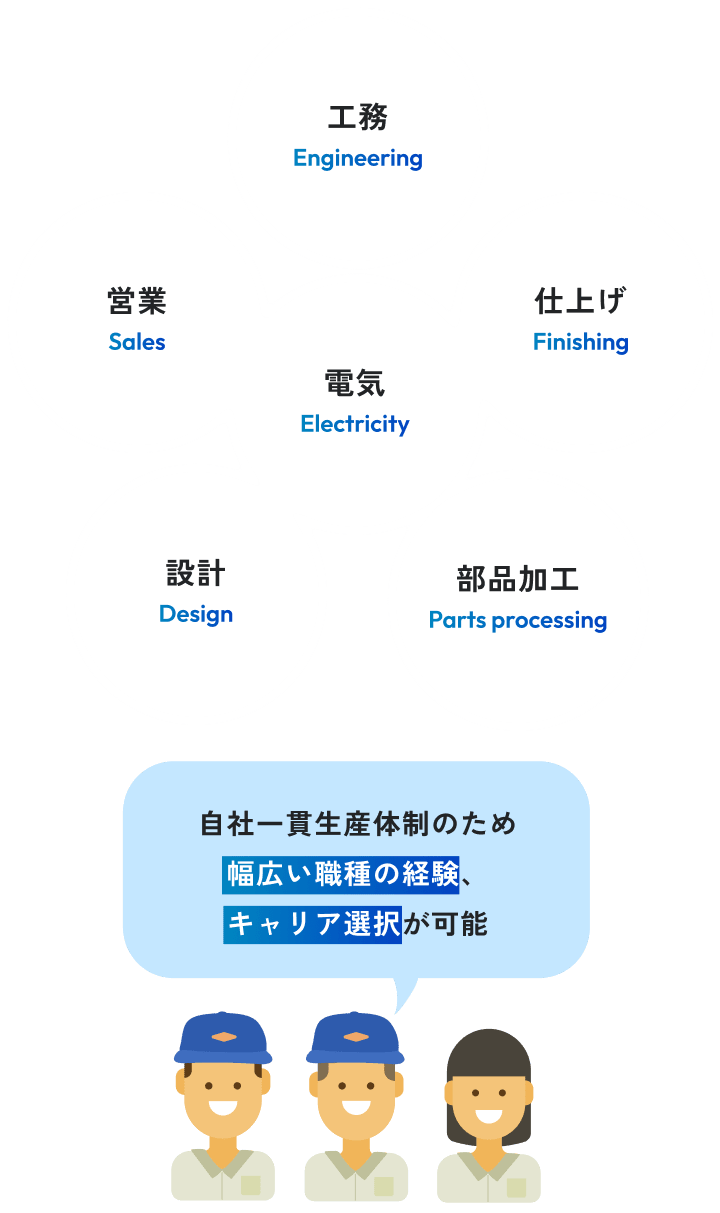 工務
Engineering
営業
Sales
仕上げ
Finishing
電気
Electricity
設計
Design
部品加工
Parts processing
自社一貫生産体制のため
幅広い職種の経験、
キャリア選択が可能